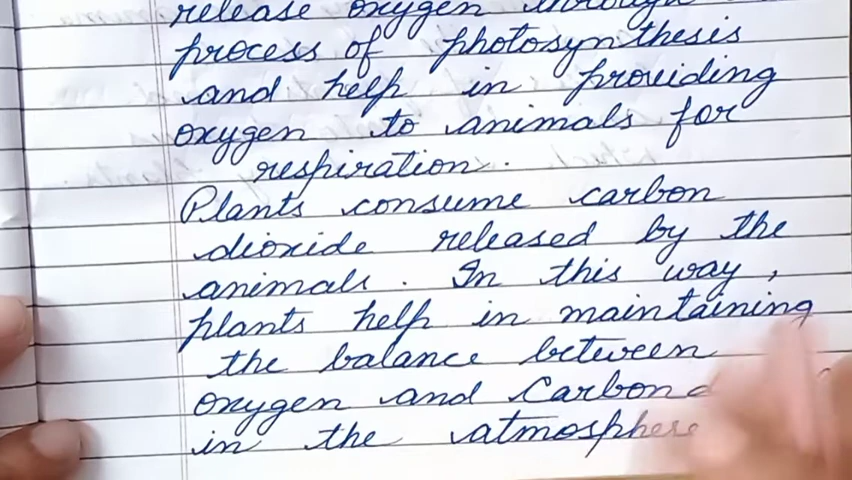 release oxygen through
process of photosynthesis
and help in providing
oxygen to animals for
respiration.
Plants consume carbon
dioxide released by the
animals. In this way,
plants help in maintaining
the balance between
oxygen and Carbon
in the atmosphere